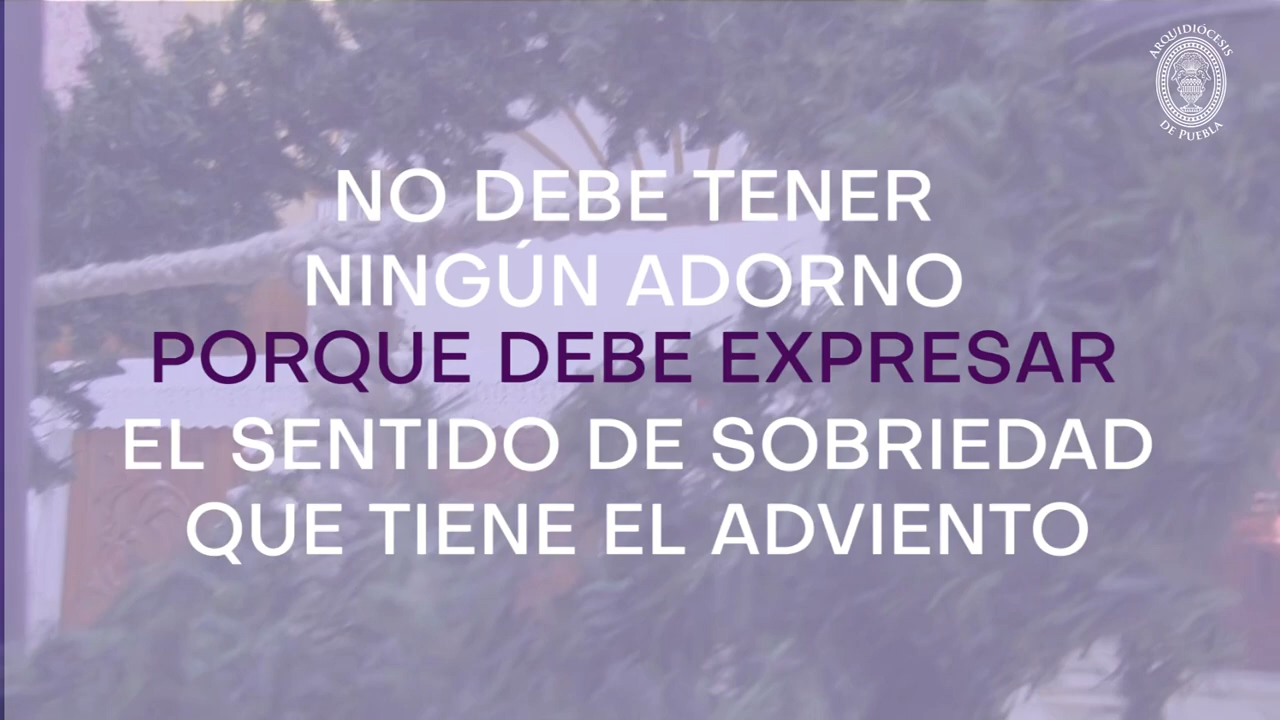 ARQUIDIÓCESIS
DE PUEBLA
NO DEBE TENER
NINGÚN ADORNO
PORQUE DEBE EXPRESAR
EL SENTIDO DE SOBRIEDAD
QUE TIENE EL ADVIENTO